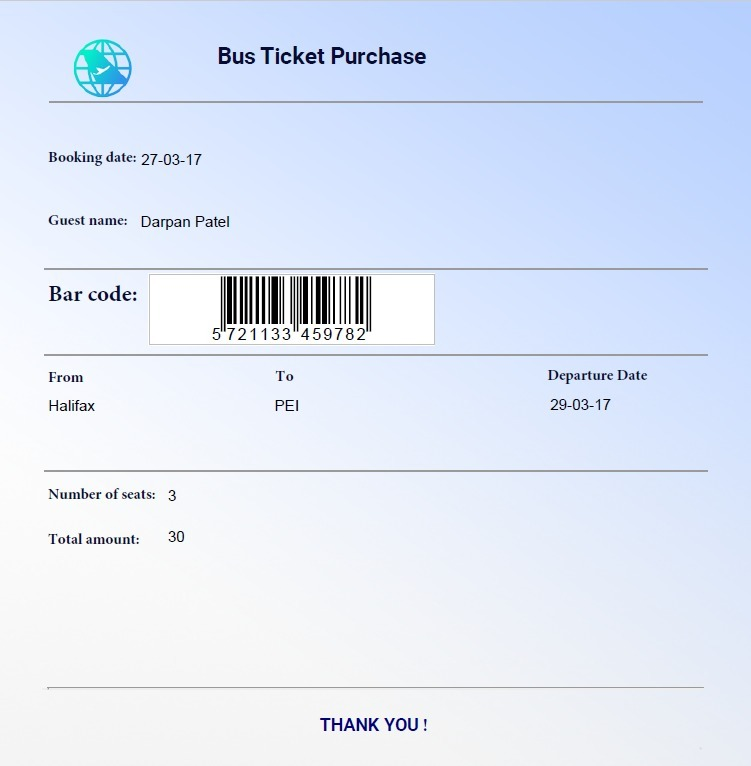 Bus Ticket Purchase
Booking date: 27-03-17
Guest name: Darpan Patel
Bar code:
5 721133 459782
From To Departure Date
Halifax PEI 29-03-17
Number of seats: 3
Total amount: 30
THANK YOU !